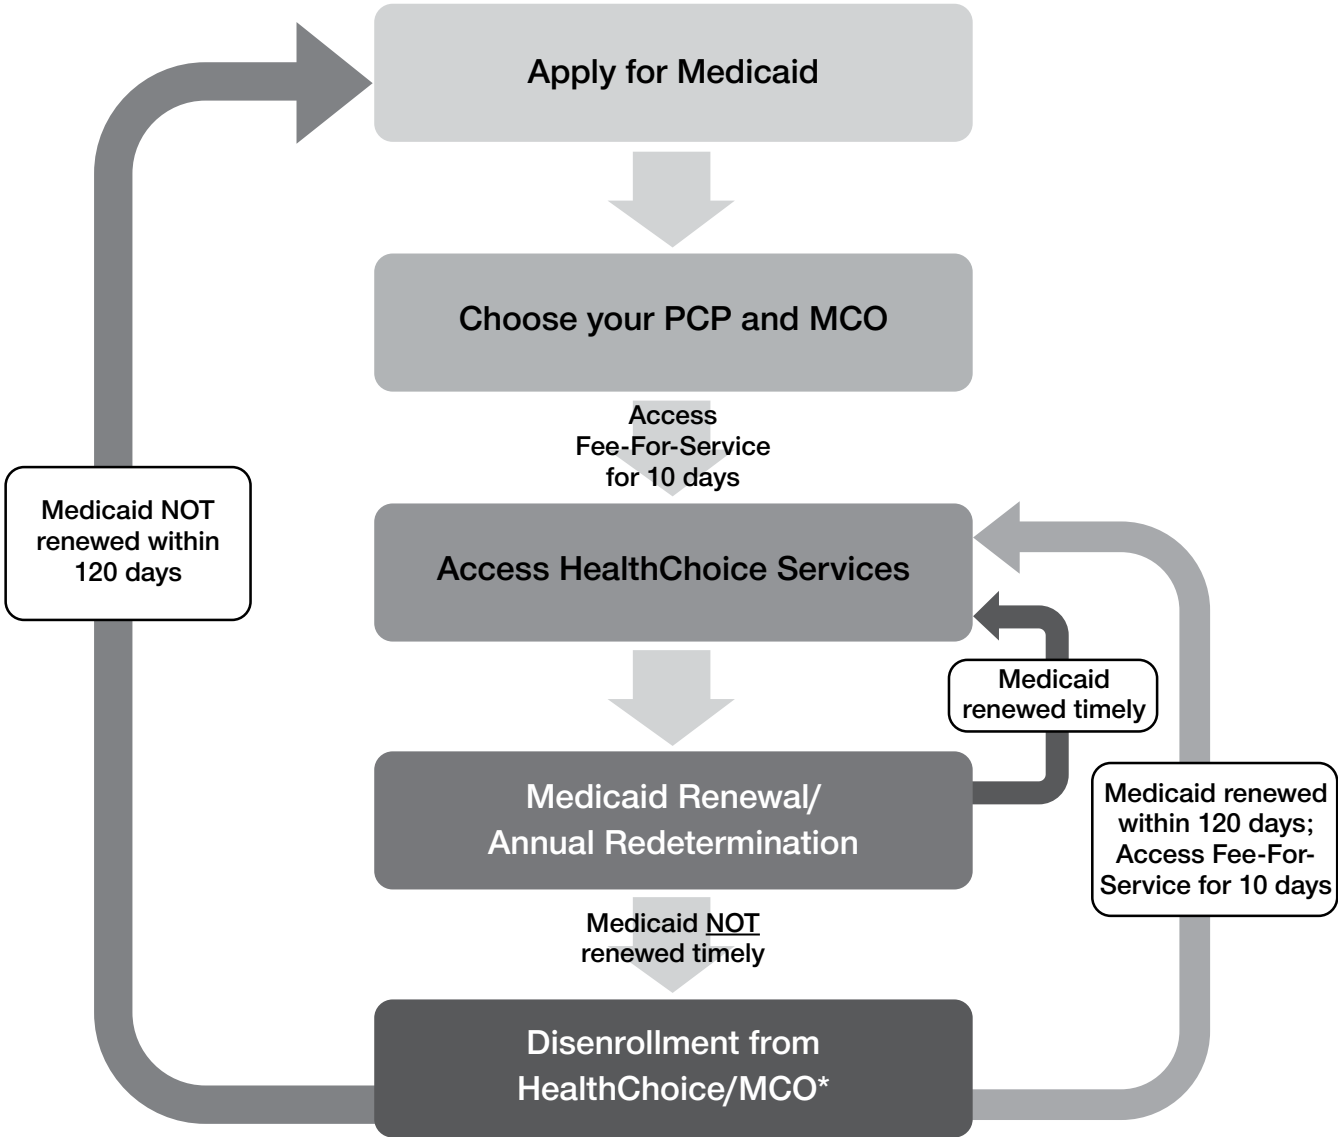 Apply for Medicaid
Choose your PCP and MCO
Access
Fee-For-Service
for 10 days
Medicaid NOT
renewed within
120 days
Access HealthChoice Services
Medicaid
renewed timely
Medicaid Renewal/
Annual Redetermination
Medicaid renewed
within 120 days;
Access Fee-For-
Service for 10 days
Medicaid NOT
renewed timely
Disenrollment from
HealthChoice/MCO*